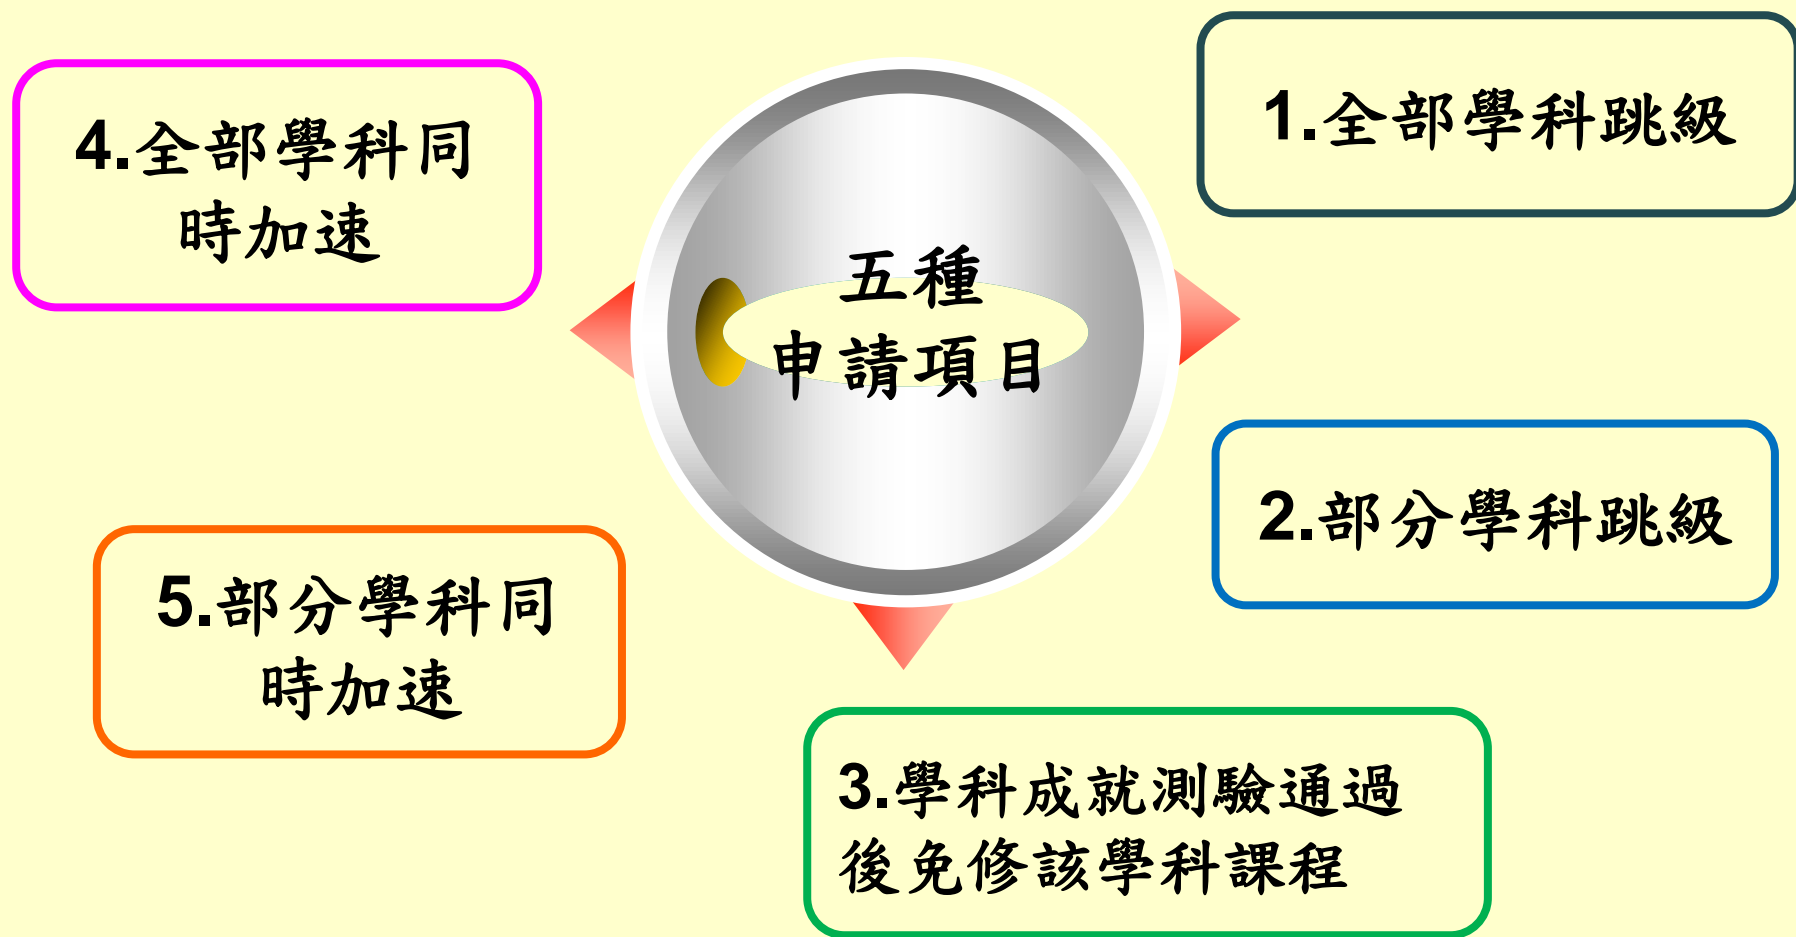 五種
申請項目
1.全部學科跳級
2.部分學科跳級
3.學科成就測驗通過
後免修該學科課程
4.全部學科同
時加速
5.部分學科同
時加速